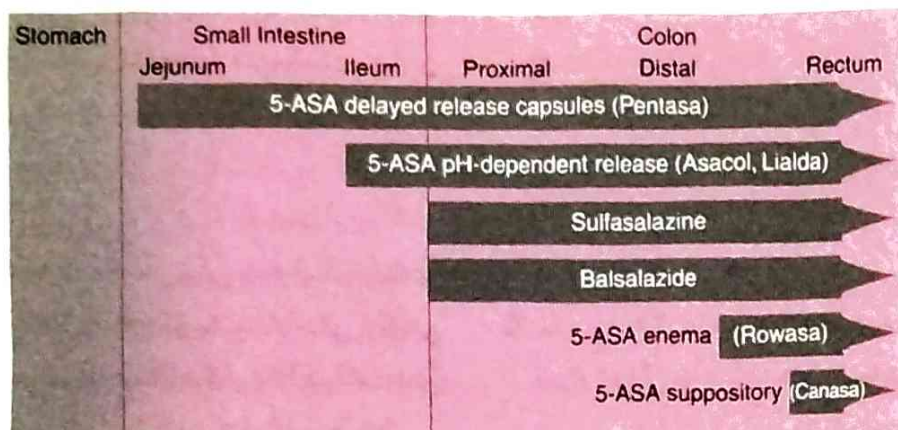 Stomach Small Intestine Colon
Jejunum Ileum Proximal Distal Rectum
5-ASA delayed release capsules (Pentasa)
5-ASA pH-dependent release (Asacol, Lialda)
Sulfasalazine
Balsalazide
5-ASA enema (Rowasa)
5-ASA suppository (Canasa)